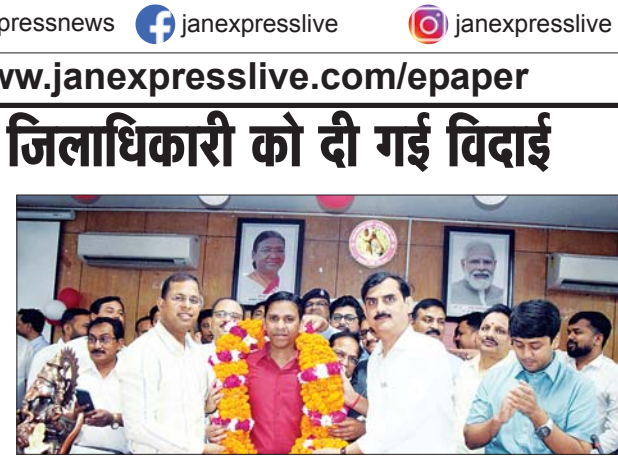 pressnews janexpresslive janexpresslive
ww.janexpresslive.com/epaper
जिलाधिकारी को दी गई विदाई